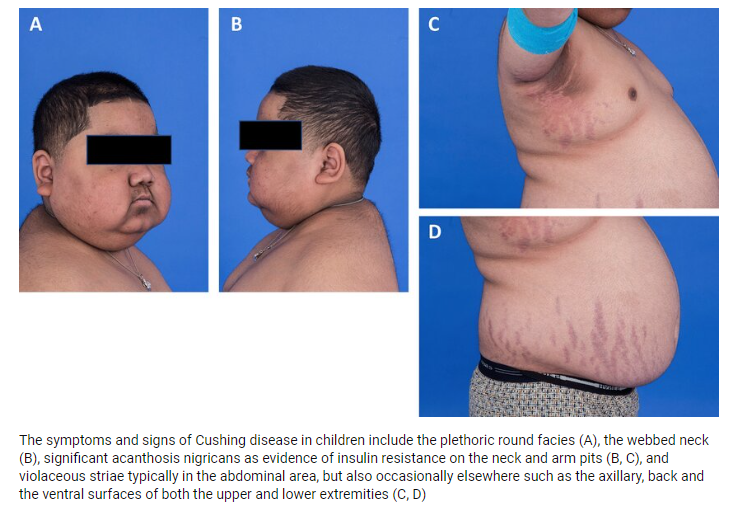 A
B
C
D
The symptoms and signs of Cushing disease in children include the plethoric round facies (A), the webbed neck
(B), significant acanthosis nigricans as evidence of insulin resistance on the neck and arm pits (B, C), and
violaceous striae typically in the abdominal area, but also occasionally elsewhere such as the axillary, back and
the ventral surfaces of both the upper and lower extremities (C, D)